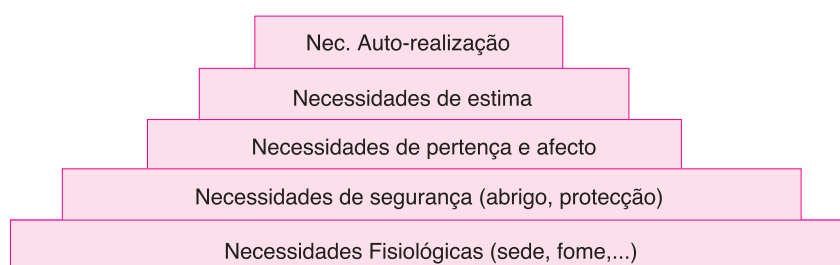 Nec. Auto-realização
Necessidades de estima
Necessidades de pertença e afecto
Necessidades de segurança (abrigo, protecção)
Necessidades Fisiológicas (sede, fome,...)